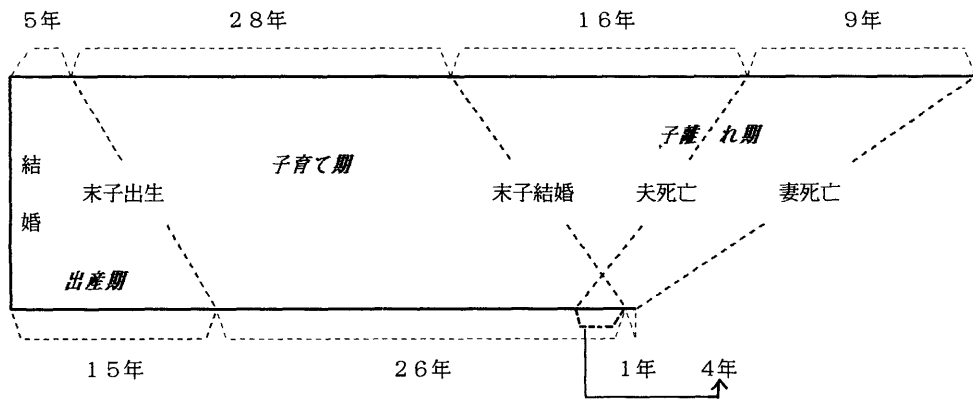 5年 28年 16年 9年
子離れ期
結 子育て期
末子出生 末子結婚 夫死亡 妻死亡
婚
出産期
15年 26年 1年 4年